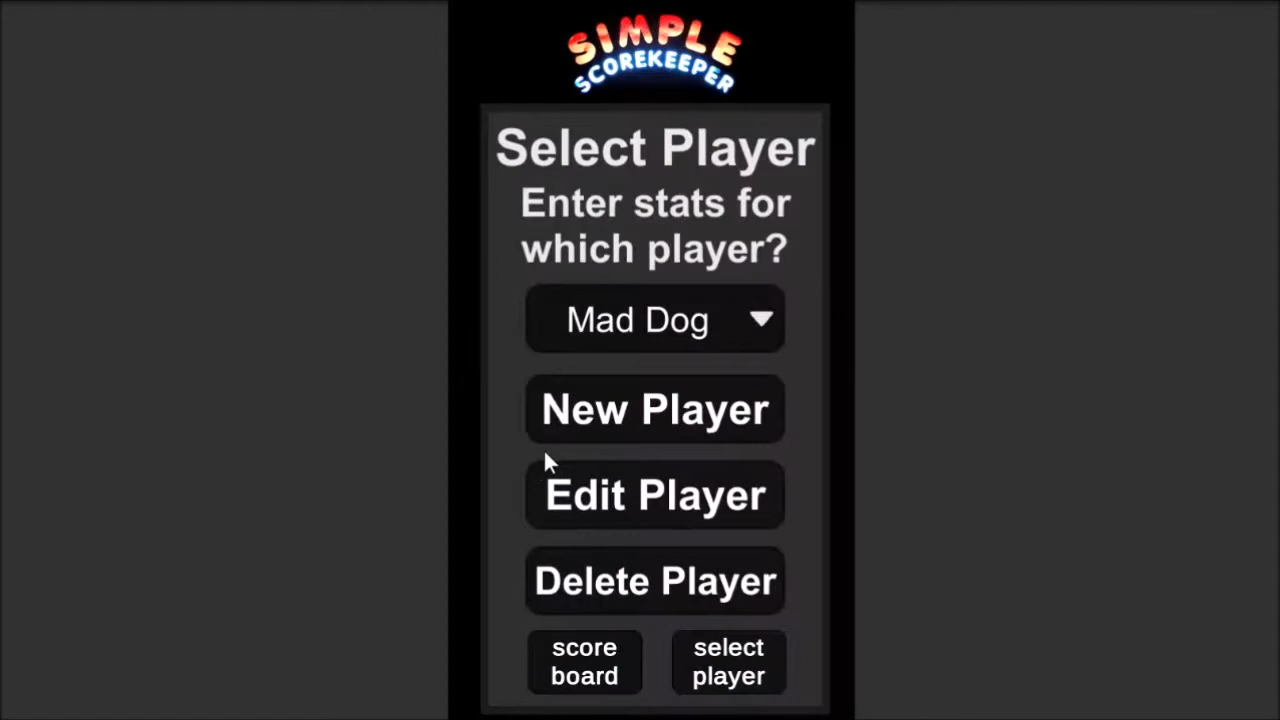 SIMPLE
SCOREKEEPER
Select Player
Enter stats for
which player?
Mad Dog
New Player
Edit Player
Delete Player
score
board
select
player